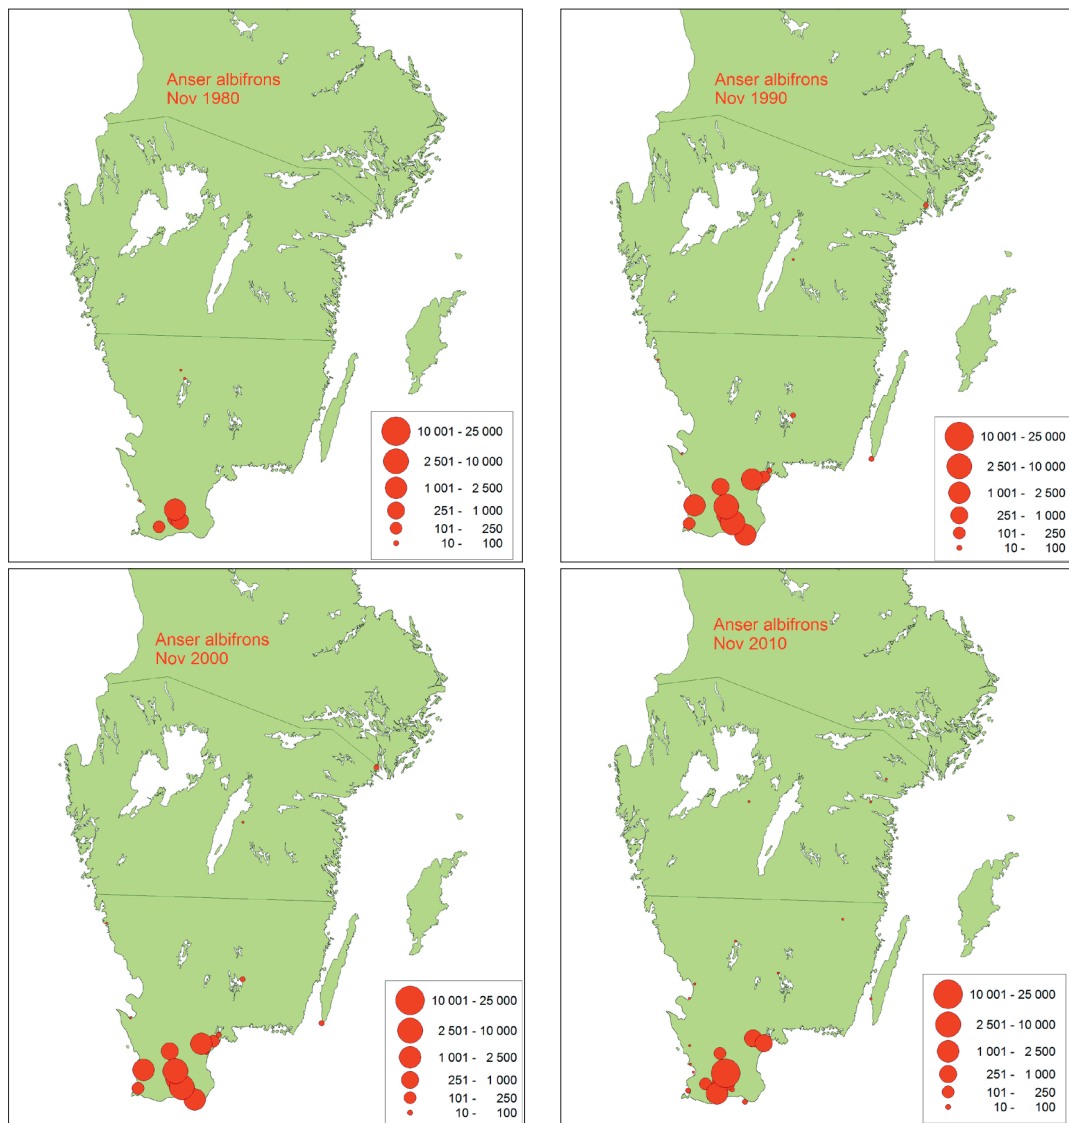 Anser albifrons
Nov 1980
10 001 - 25 000
2 501 - 10 000
1 001 - 2 500
251 - 1 000
101 - 250
10 - 100
Anser albifrons
Nov 1990
10 001 - 25 000
2 501 - 10 000
1 001 - 2 500
251 - 1 000
101 - 250
10 - 100
Anser albifrons
Nov 2000
10 001 - 25 000
2 501 - 10 000
1 001 - 2 500
251 - 1 000
101 - 250
10 - 100
Anser albifrons
Nov 2010
10 001 - 25 000
2 501 - 10 000
1 001 - 2 500
251 - 1 000
101 - 250
10 - 100